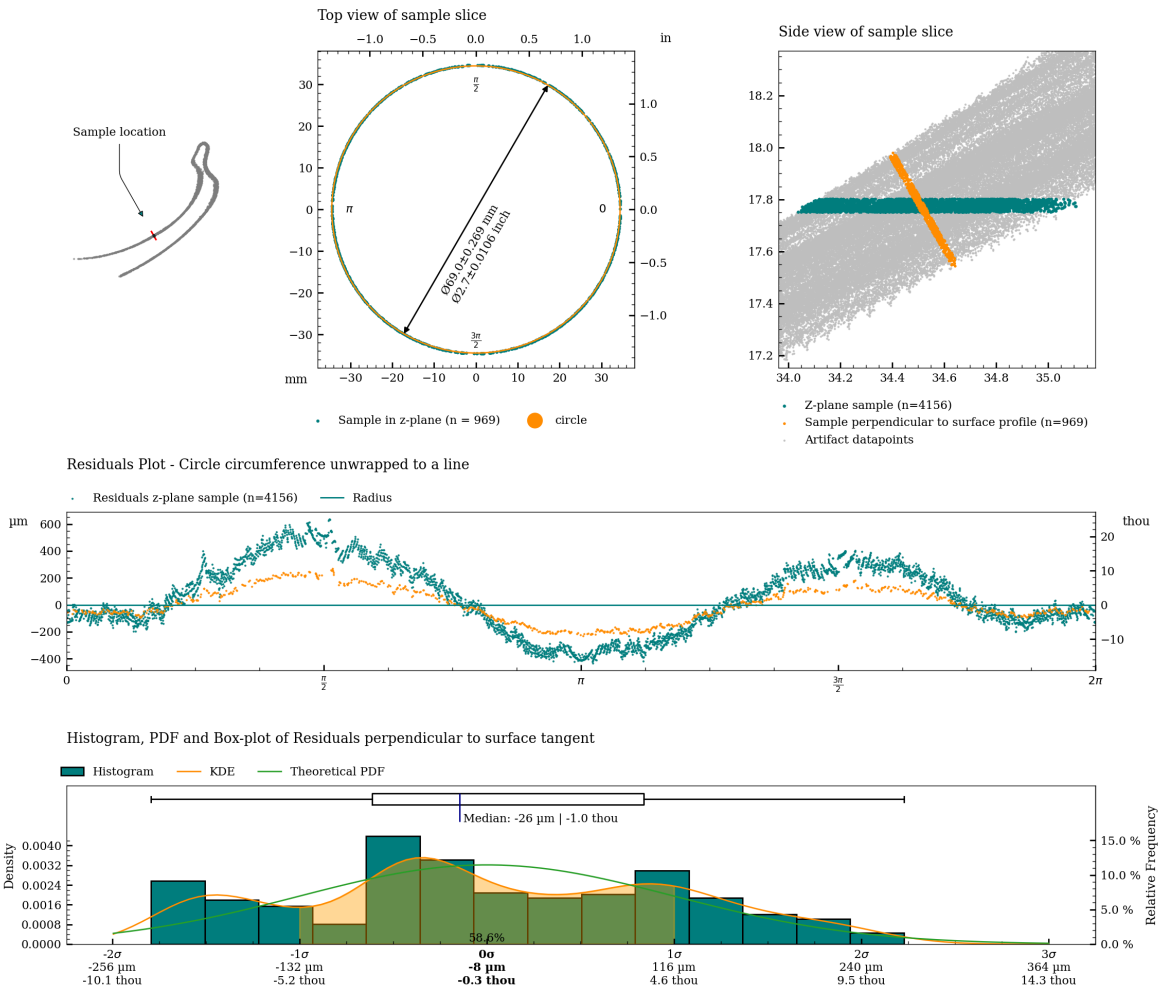 Top view of sample slice
−1.0 −0.5 0.0 0.5 1.0 in
Side view of sample slice
Sample location
30
20
10
0
−10
−20
−30
mm
π/2
π
0
3π/2
Ø69.0±0.269 mm
Ø2.7±0.0106 inch
1.0
0.5
0.0
−0.5
−1.0
−30 −20 −10 0 10 20 30
18.2
18.0
17.8
17.6
17.4
17.2
34.0 34.2 34.4 34.6 34.8 35.0
Sample in z-plane (n = 969) circle
Z-plane sample (n=4156)
Sample perpendicular to surface profile (n=969)
Artifact datapoints
Residuals Plot - Circle circumference unwrapped to a line
Residuals z-plane sample (n=4156) Radius
µm
thou
600
400
200
0
−200
−400
20
10
0
−10
0 π/2 π 3π/2 2π
Histogram, PDF and Box-plot of Residuals perpendicular to surface tangent
Histogram KDE Theoretical PDF
Median: -26 µm | -1.0 thou
Density
0.0040
0.0032
0.0024
0.0016
0.0008
0.0000
58.6%
15.0 %
10.0 %
5.0 %
0.0 %
Relative Frequency
-2σ -1σ 0σ 1σ 2σ 3σ
-256 µm -132 µm -8 µm 116 µm 240 µm 364 µm
-10.1 thou -5.2 thou -0.3 thou 4.6 thou 9.5 thou 14.3 thou